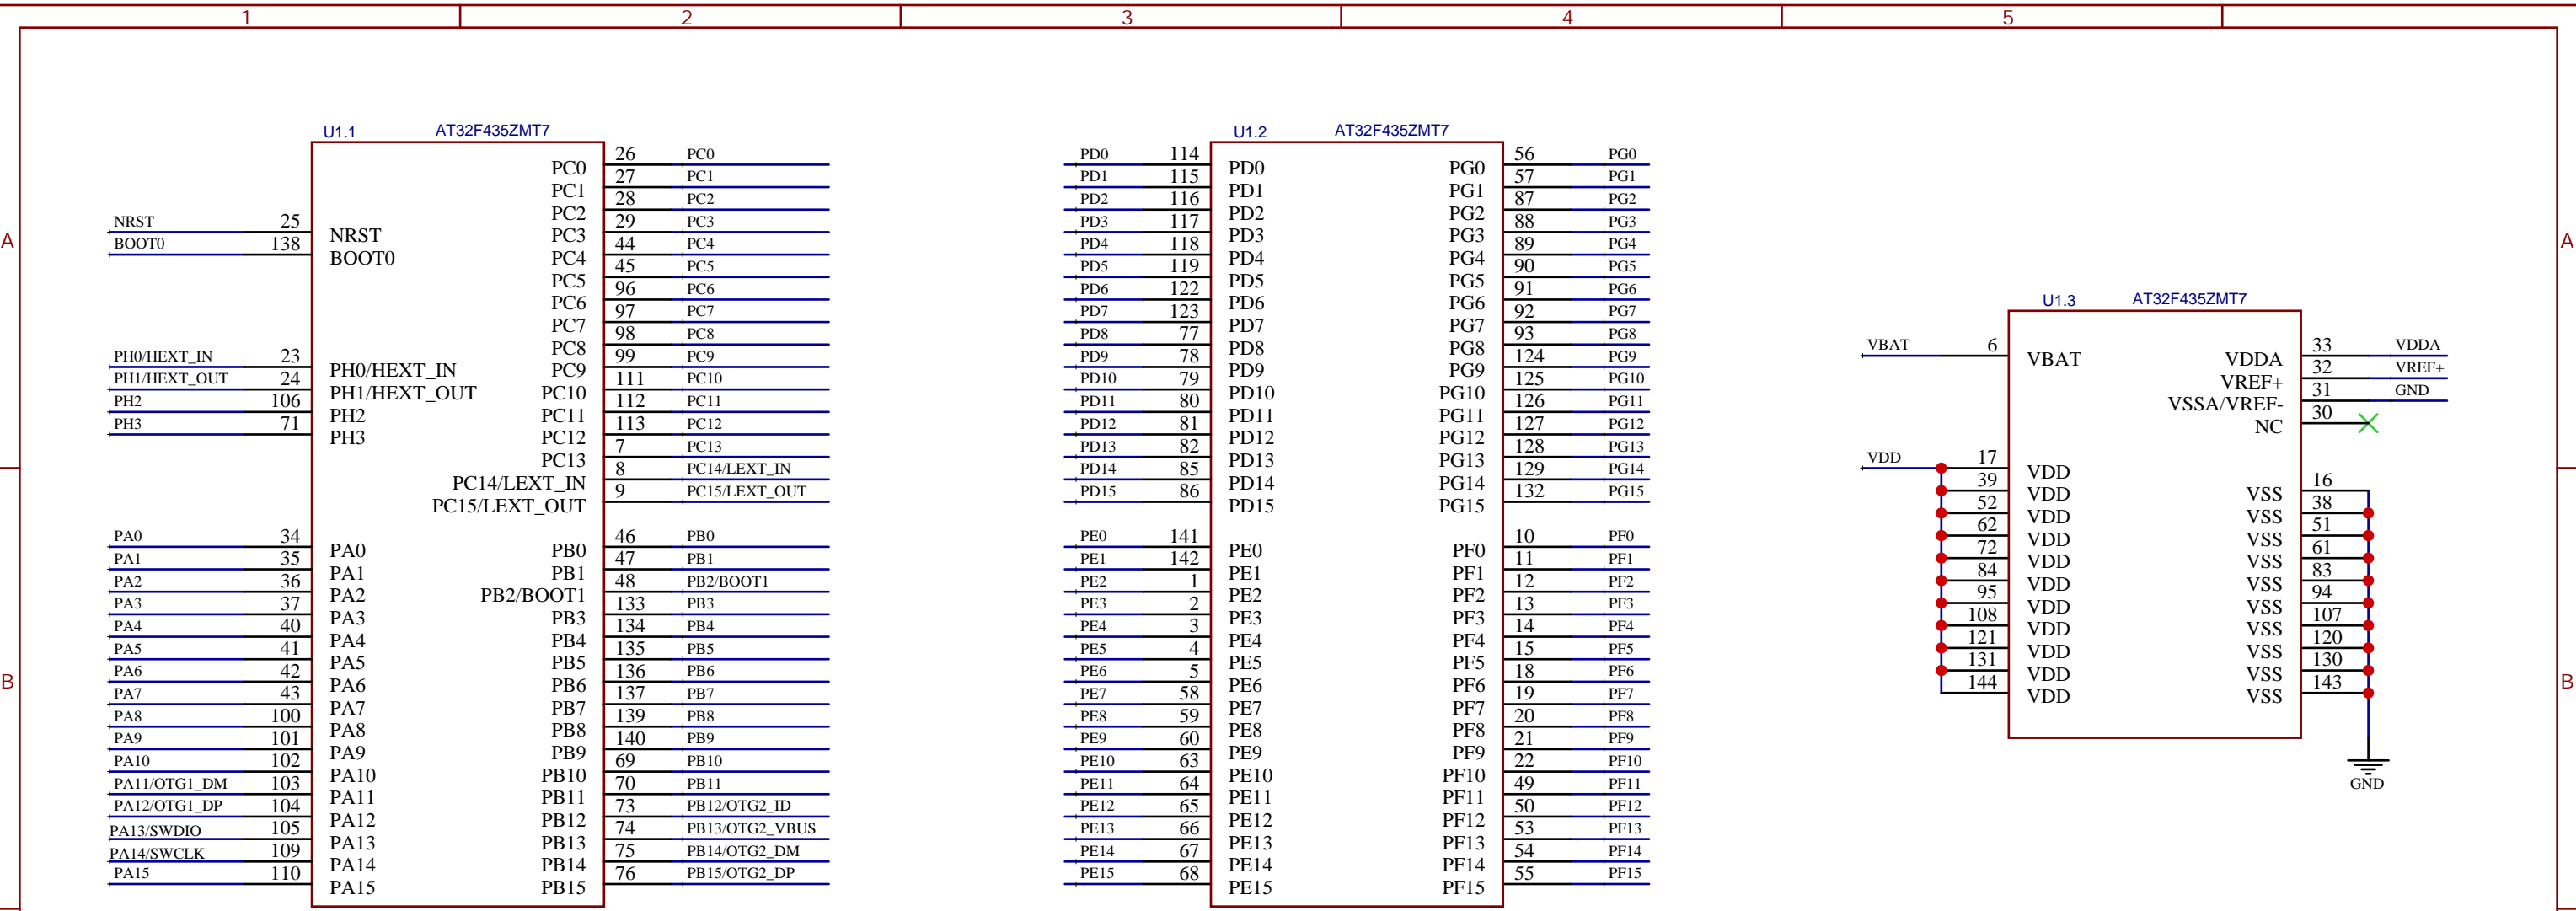 1 2 3 4 5
A A
B B
U1.1 AT32F435ZMT7
NRST 25 NRST
BOOT0 138 BOOT0
PH0/HEXT_IN 23 PH0/HEXT_IN
PH1/HEXT_OUT 24 PH1/HEXT_OUT
PH2 106 PH2
PH3 71 PH3
PA0 34 PA0
PA1 35 PA1
PA2 36 PA2
PA3 37 PA3
PA4 40 PA4
PA5 41 PA5
PA6 42 PA6
PA7 43 PA7
PA8 100 PA8
PA9 101 PA9
PA10 102 PA10
PA11/OTG1_DM 103 PA11
PA12/OTG1_DP 104 PA12
PA13/SWDIO 105 PA13
PA14/SWCLK 109 PA14
PA15 110 PA15
PC0 26 PC0
PC1 27 PC1
PC2 28 PC2
PC3 29 PC3
PC4 44 PC4
PC5 45 PC5
PC6 96 PC6
PC7 97 PC7
PC8 98 PC8
PC9 99 PC9
PC10 111 PC10
PC11 112 PC11
PC12 113 PC12
PC13 7 PC13
PC14/LEXT_IN 8 PC14/LEXT_IN
PC15/LEXT_OUT 9 PC15/LEXT_OUT
PB0 46 PB0
PB1 47 PB1
PB2/BOOT1 48 PB2/BOOT1
PB3 133 PB3
PB4 134 PB4
PB5 135 PB5
PB6 136 PB6
PB7 137 PB7
PB8 139 PB8
PB9 140 PB9
PB10 69 PB10
PB11 70 PB11
PB12 73 PB12/OTG2_ID
PB13 74 PB13/OTG2_VBUS
PB14 75 PB14/OTG2_DM
PB15 76 PB15/OTG2_DP
U1.2 AT32F435ZMT7
PD0 114 PD0
PD1 115 PD1
PD2 116 PD2
PD3 117 PD3
PD4 118 PD4
PD5 119 PD5
PD6 122 PD6
PD7 123 PD7
PD8 77 PD8
PD9 78 PD9
PD10 79 PD10
PD11 80 PD11
PD12 81 PD12
PD13 82 PD13
PD14 85 PD14
PD15 86 PD15
PE0 141 PE0
PE1 142 PE1
PE2 1 PE2
PE3 2 PE3
PE4 3 PE4
PE5 4 PE5
PE6 5 PE6
PE7 58 PE7
PE8 59 PE8
PE9 60 PE9
PE10 63 PE10
PE11 64 PE11
PE12 65 PE12
PE13 66 PE13
PE14 67 PE14
PE15 68 PE15
PG0 56 PG0
PG1 57 PG1
PG2 87 PG2
PG3 88 PG3
PG4 89 PG4
PG5 90 PG5
PG6 91 PG6
PG7 92 PG7
PG8 93 PG8
PG9 124 PG9
PG10 125 PG10
PG11 126 PG11
PG12 127 PG12
PG13 128 PG13
PG14 129 PG14
PG15 132 PG15
PF0 10 PF0
PF1 11 PF1
PF2 12 PF2
PF3 13 PF3
PF4 14 PF4
PF5 15 PF5
PF6 18 PF6
PF7 19 PF7
PF8 20 PF8
PF9 21 PF9
PF10 22 PF10
PF11 49 PF11
PF12 50 PF12
PF13 53 PF13
PF14 54 PF14
PF15 55 PF15
U1.3 AT32F435ZMT7
VBAT 6 VBAT
VDD 17 VDD
39 VDD
52 VDD
62 VDD
72 VDD
84 VDD
95 VDD
108 VDD
121 VDD
131 VDD
144 VDD
VDDA 33 VDDA
VREF+ 32 VREF+
VSSA/VREF- 31 GND
NC 30
VSS 16
VSS 38
VSS 51
VSS 61
VSS 83
VSS 94
VSS 107
VSS 120
VSS 130
VSS 143
GND